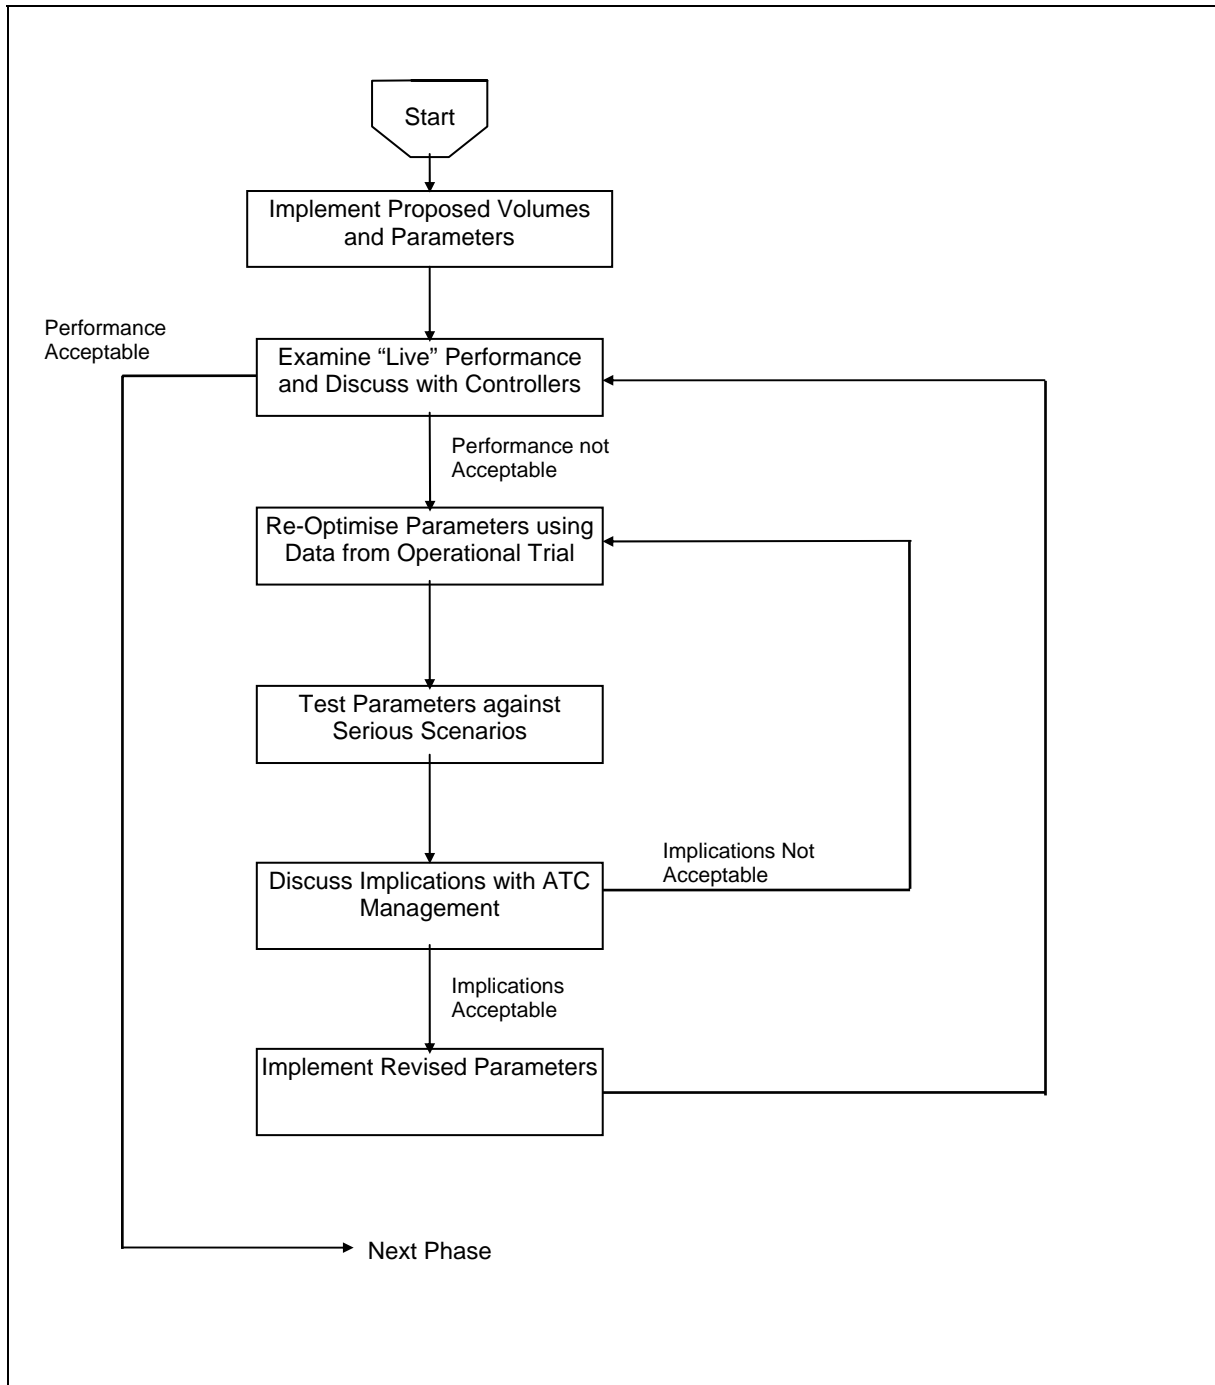 Start
Implement Proposed Volumes
and Parameters
Performance
Acceptable
Examine “Live” Performance
and Discuss with Controllers
Performance not
Acceptable
Re-Optimise Parameters using
Data from Operational Trial
Test Parameters against
Serious Scenarios
Implications Not
Acceptable
Discuss Implications with ATC
Management
Implications
Acceptable
Implement Revised Parameters
Next Phase